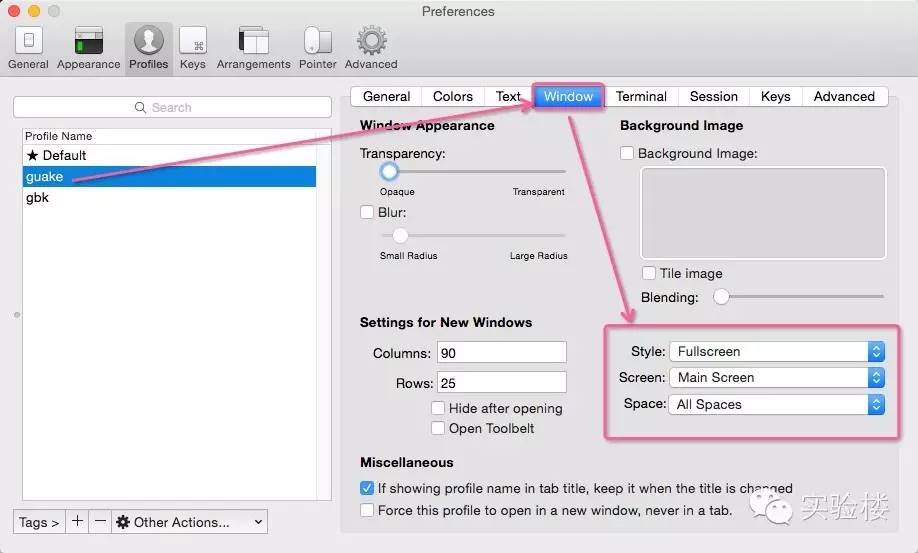 Preferences
General Appearance Profiles Keys Arrangements Pointer Advanced
Search
Profile Name
★ Default
guake
gbk
Tags > + − Other Actions...
General Colors Text Window Terminal Session Keys Advanced
Window Appearance
Transparency:
Opaque Transparent
Blur:
Small Radius Large Radius
Background Image
Background Image:
Tile image
Blending:
Settings for New Windows
Columns: 90
Rows: 25
Hide after opening
Open Toolbelt
Style: Fullscreen
Screen: Main Screen
Space: All Spaces
Miscellaneous
If showing profile name in tab title, keep it when the title is changed
Force this profile to open in a new window, never in a tab.
实验楼